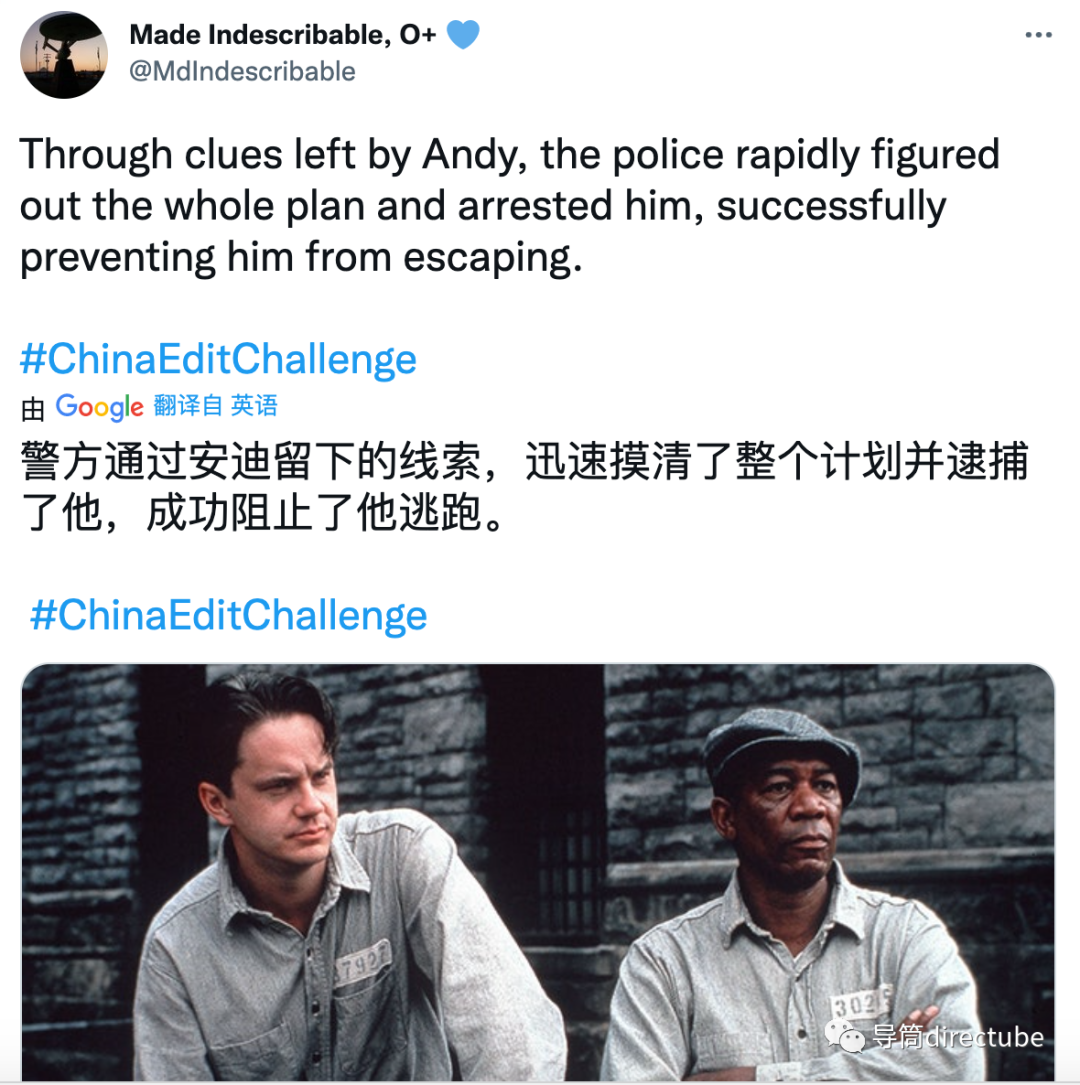 Made Indescribable, O+
@MdIndescribable
Through clues left by Andy, the police rapidly figured
out the whole plan and arrested him, successfully
preventing him from escaping.
#ChinaEditChallenge
由 Google 翻译自 英语
警方通过安迪留下的线索，迅速摸清了整个计划并逮捕
了他，成功阻止了他逃跑。
#ChinaEditChallenge
37927
导筒directube